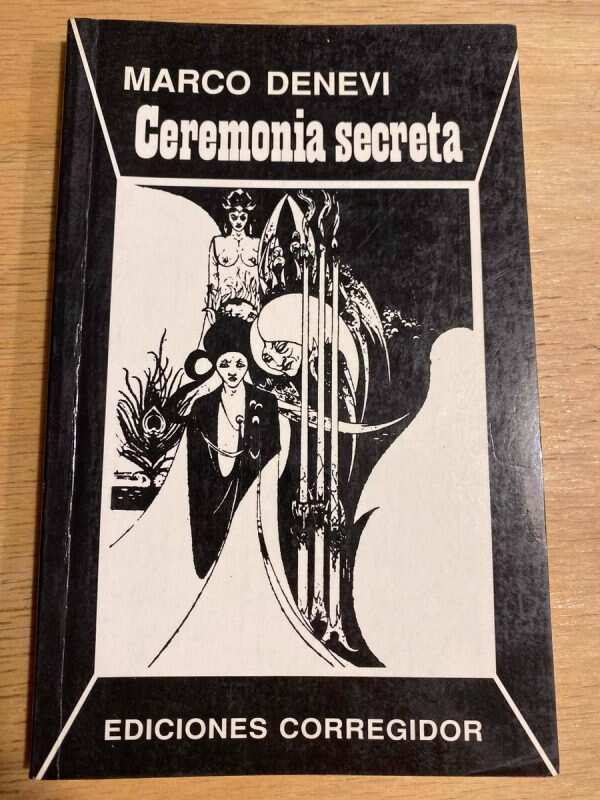 MARCO DENEVI
Ceremonia secreta
EDICIONES CORREGIDOR